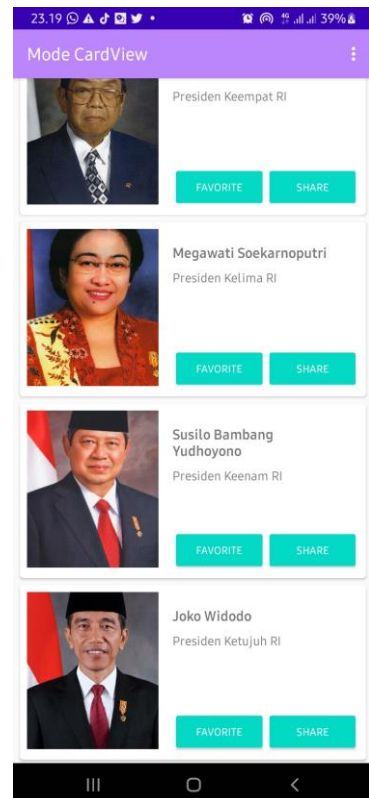 23.19 39%
Mode CardView
Presiden Keempat RI
FAVORITE SHARE
Megawati Soekarnoputri
Presiden Kelima RI
FAVORITE SHARE
Susilo Bambang
Yudhoyono
Presiden Keenam RI
FAVORITE SHARE
Joko Widodo
Presiden Ketujuh RI
FAVORITE SHARE